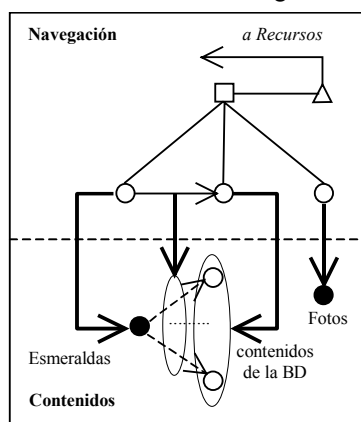 Navegación
a Recursos
Fotos
Esmeraldas
contenidos
de la BD
Contenidos